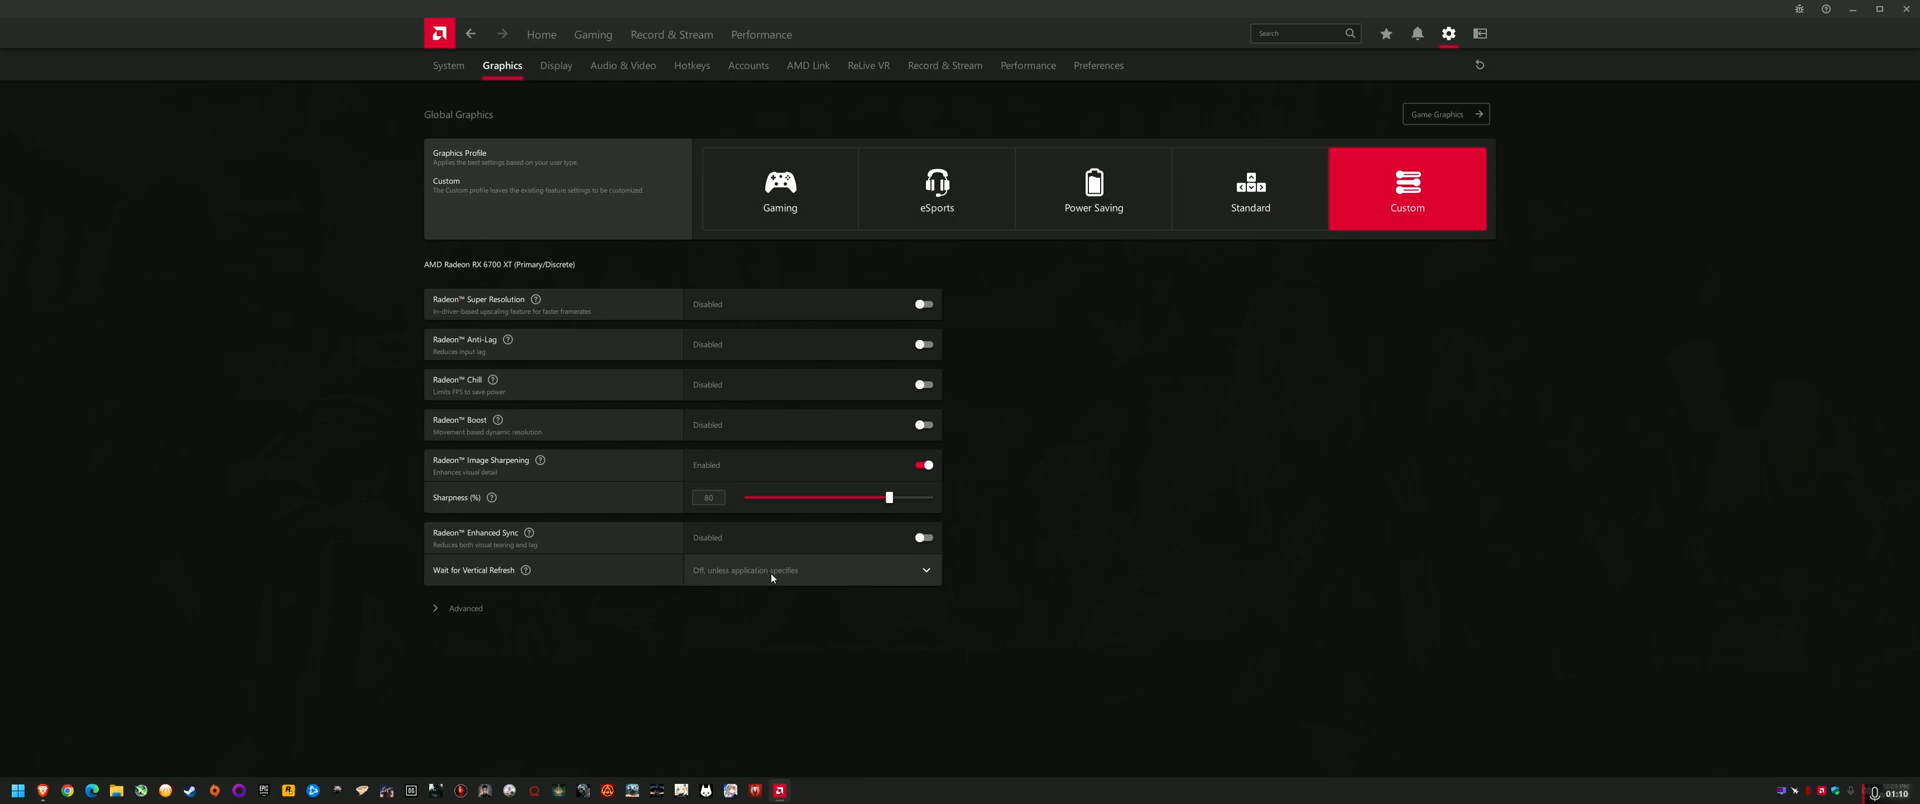 Home Gaming Record & Stream Performance Search
System Graphics Display Audio & Video Hotkeys Accounts AMD Link ReLive VR Record & Stream Performance Preferences
Global Graphics
Game Graphics
Graphics Profile
Applies the best settings based on your user type.
Custom
The Custom profile leaves the existing feature settings to be customized.
Gaming
eSports
Power Saving
Standard
Custom
AMD Radeon RX 6700 XT (Primary/Discrete)
Radeon™ Super Resolution
In-driver-based upscaling feature for faster framerates
Disabled
Radeon™ Anti-Lag
Reduces input lag
Disabled
Radeon™ Chill
Limits FPS to save power
Disabled
Radeon™ Boost
Movement based dynamic resolution
Disabled
Radeon™ Image Sharpening
Enhances visual detail
Enabled
Sharpness (%)
80
Radeon™ Enhanced Sync
Reduces both visual tearing and lag
Disabled
Wait for Vertical Refresh
Off, unless application specifies
Advanced
EPIC
01:10